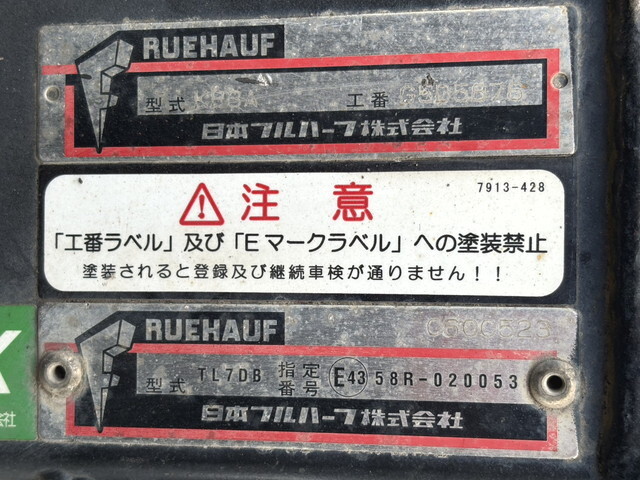 FRUEHAUF
型式
工番
日本フルハーフ株式会社
注意
7913-428
「工番ラベル」及び「Eマークラベル」への塗装禁止
塗装されると登録及び継続車検が通りません!!
FRUEHAUF
型式 TL7DB 指定番号 E43 58R-020053
日本フルハーフ株式会社
X
会社